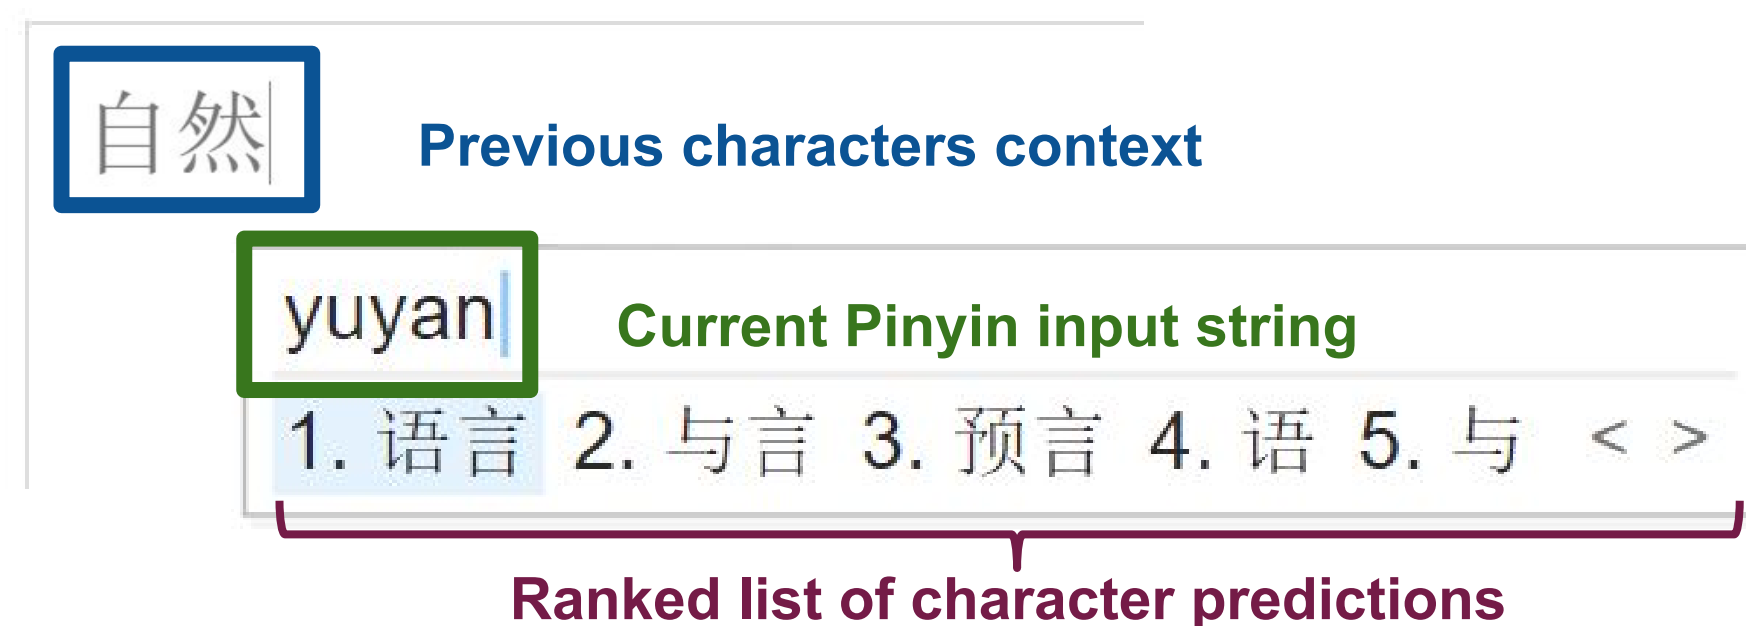 自然 Previous characters context
yuyan Current Pinyin input string
1. 语言 2. 与言 3. 预言 4. 语 5. 与 < >
Ranked list of character predictions